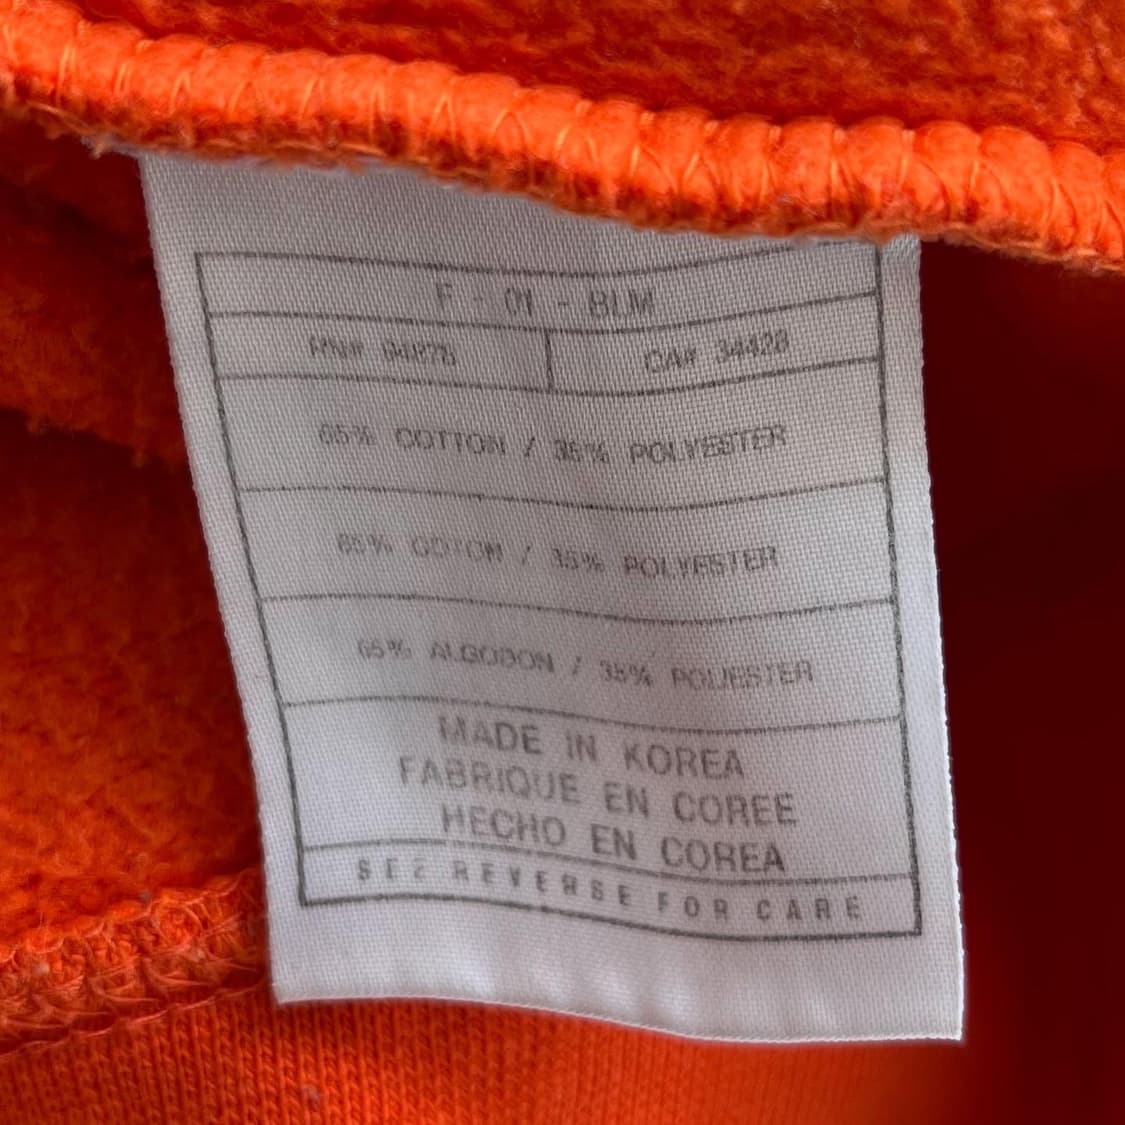 F - 01 - BLM
RN# CA# 34428
65% COTTON / 35% POLYESTER
65% COTON / 35% POLYESTER
65% ALGODON / 35% POLIESTER
MADE IN KOREA
FABRIQUE EN COREE
HECHO EN COREA
SEE REVERSE FOR CARE